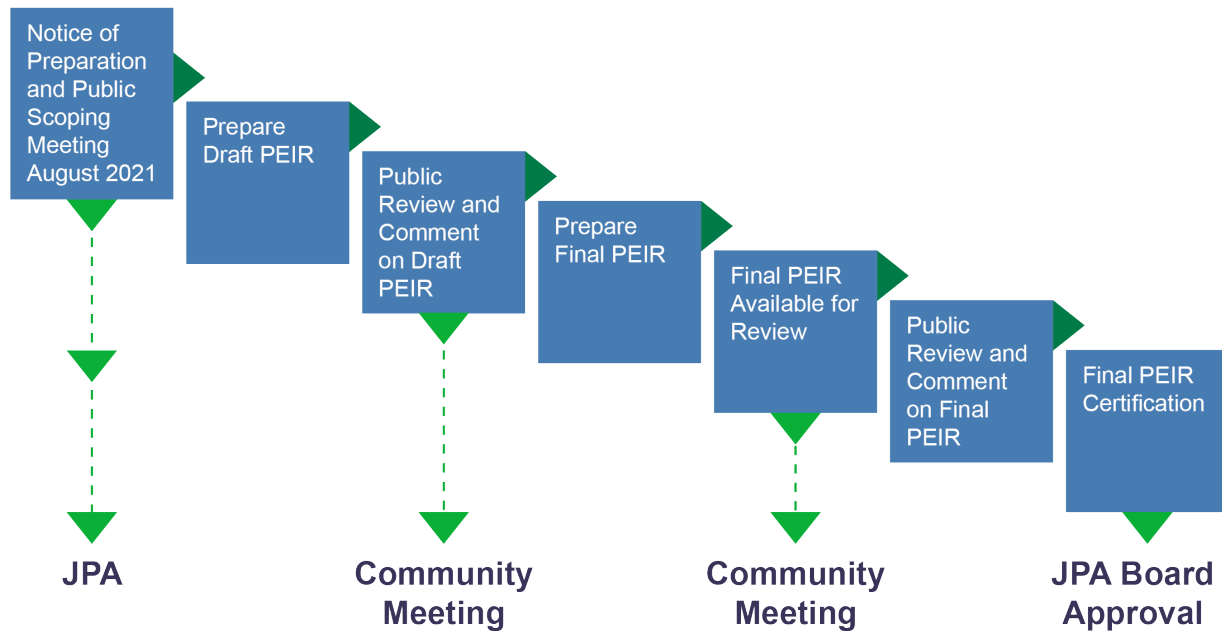 Notice of
Preparation
and Public
Scoping
Meeting
August 2021
Prepare
Draft PEIR
Public
Review and
Comment
on Draft
PEIR
Prepare
Final PEIR
Final PEIR
Available for
Review
Public
Review and
Comment
on Final
PEIR
Final PEIR
Certification
JPA
Community
Meeting
Community
Meeting
JPA Board
Approval